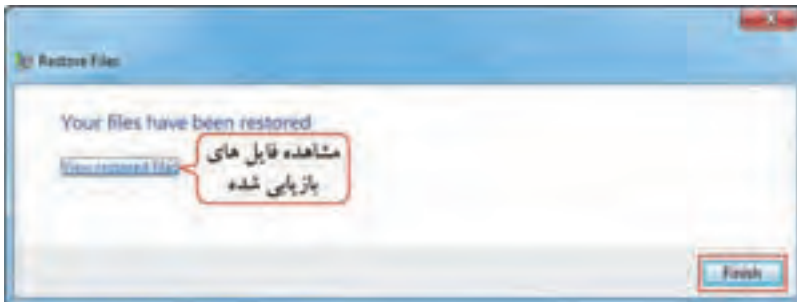 Restore Files
Your files have been restored
View restored files
مشاهده فایل های
بازیابی شده
Finish